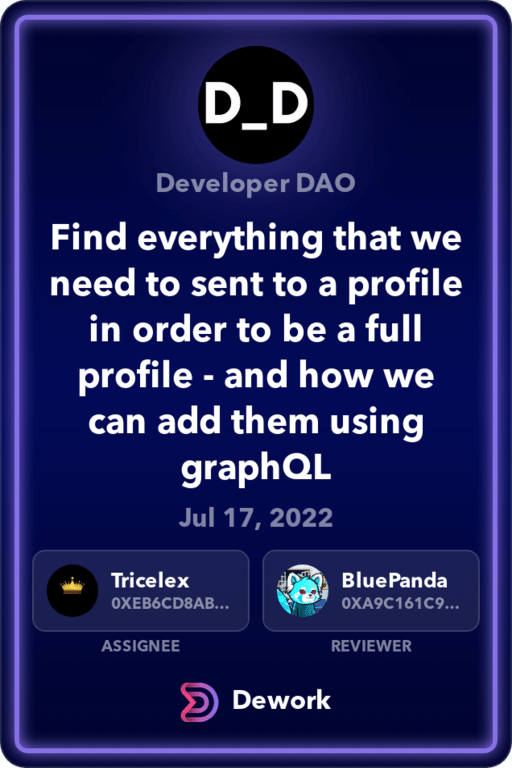 D_D
Developer DAO
Find everything that we
need to sent to a profile
in order to be a full
profile - and how we
can add them using
graphQL
Jul 17, 2022
Tricelex
0XEB6CD8AB...
BluePanda
0XA9C161C9...
ASSIGNEE
REVIEWER
Dework